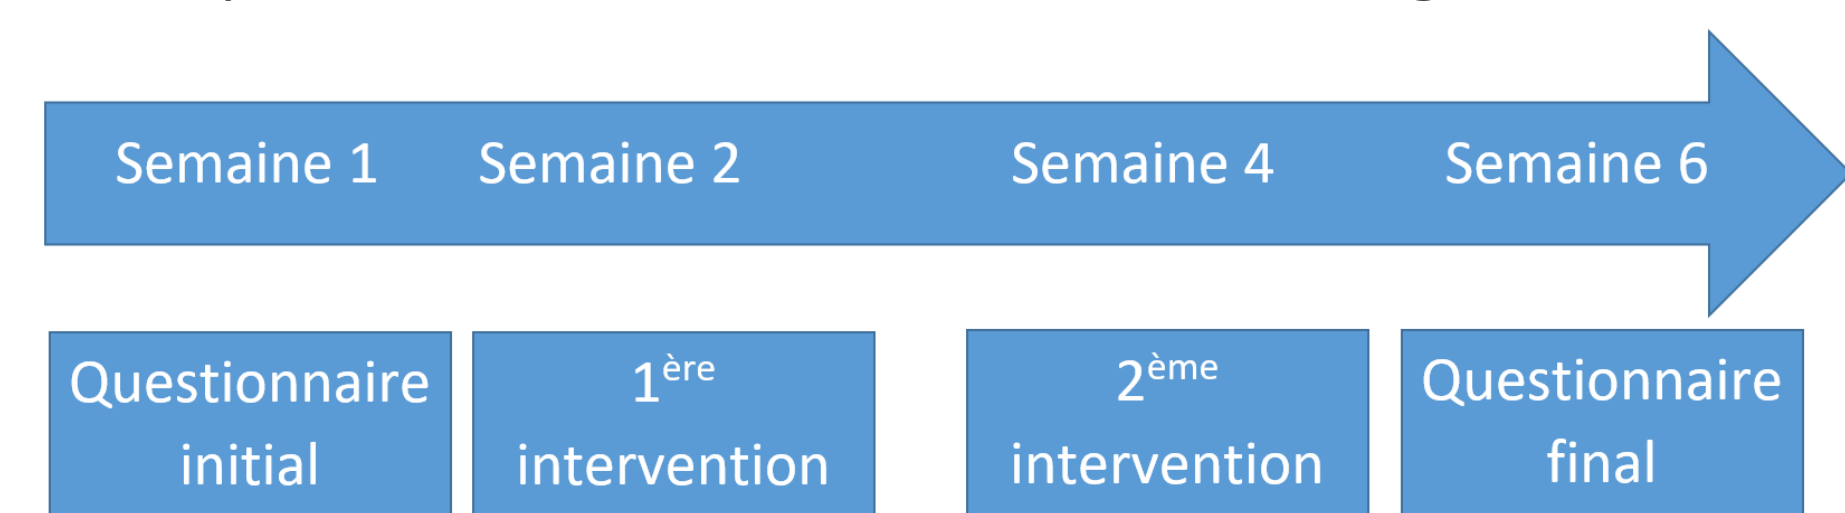 Semaine 1 Semaine 2 Semaine 4 Semaine 6
Questionnaire
initial
1ère
intervention
2ème
intervention
Questionnaire
final